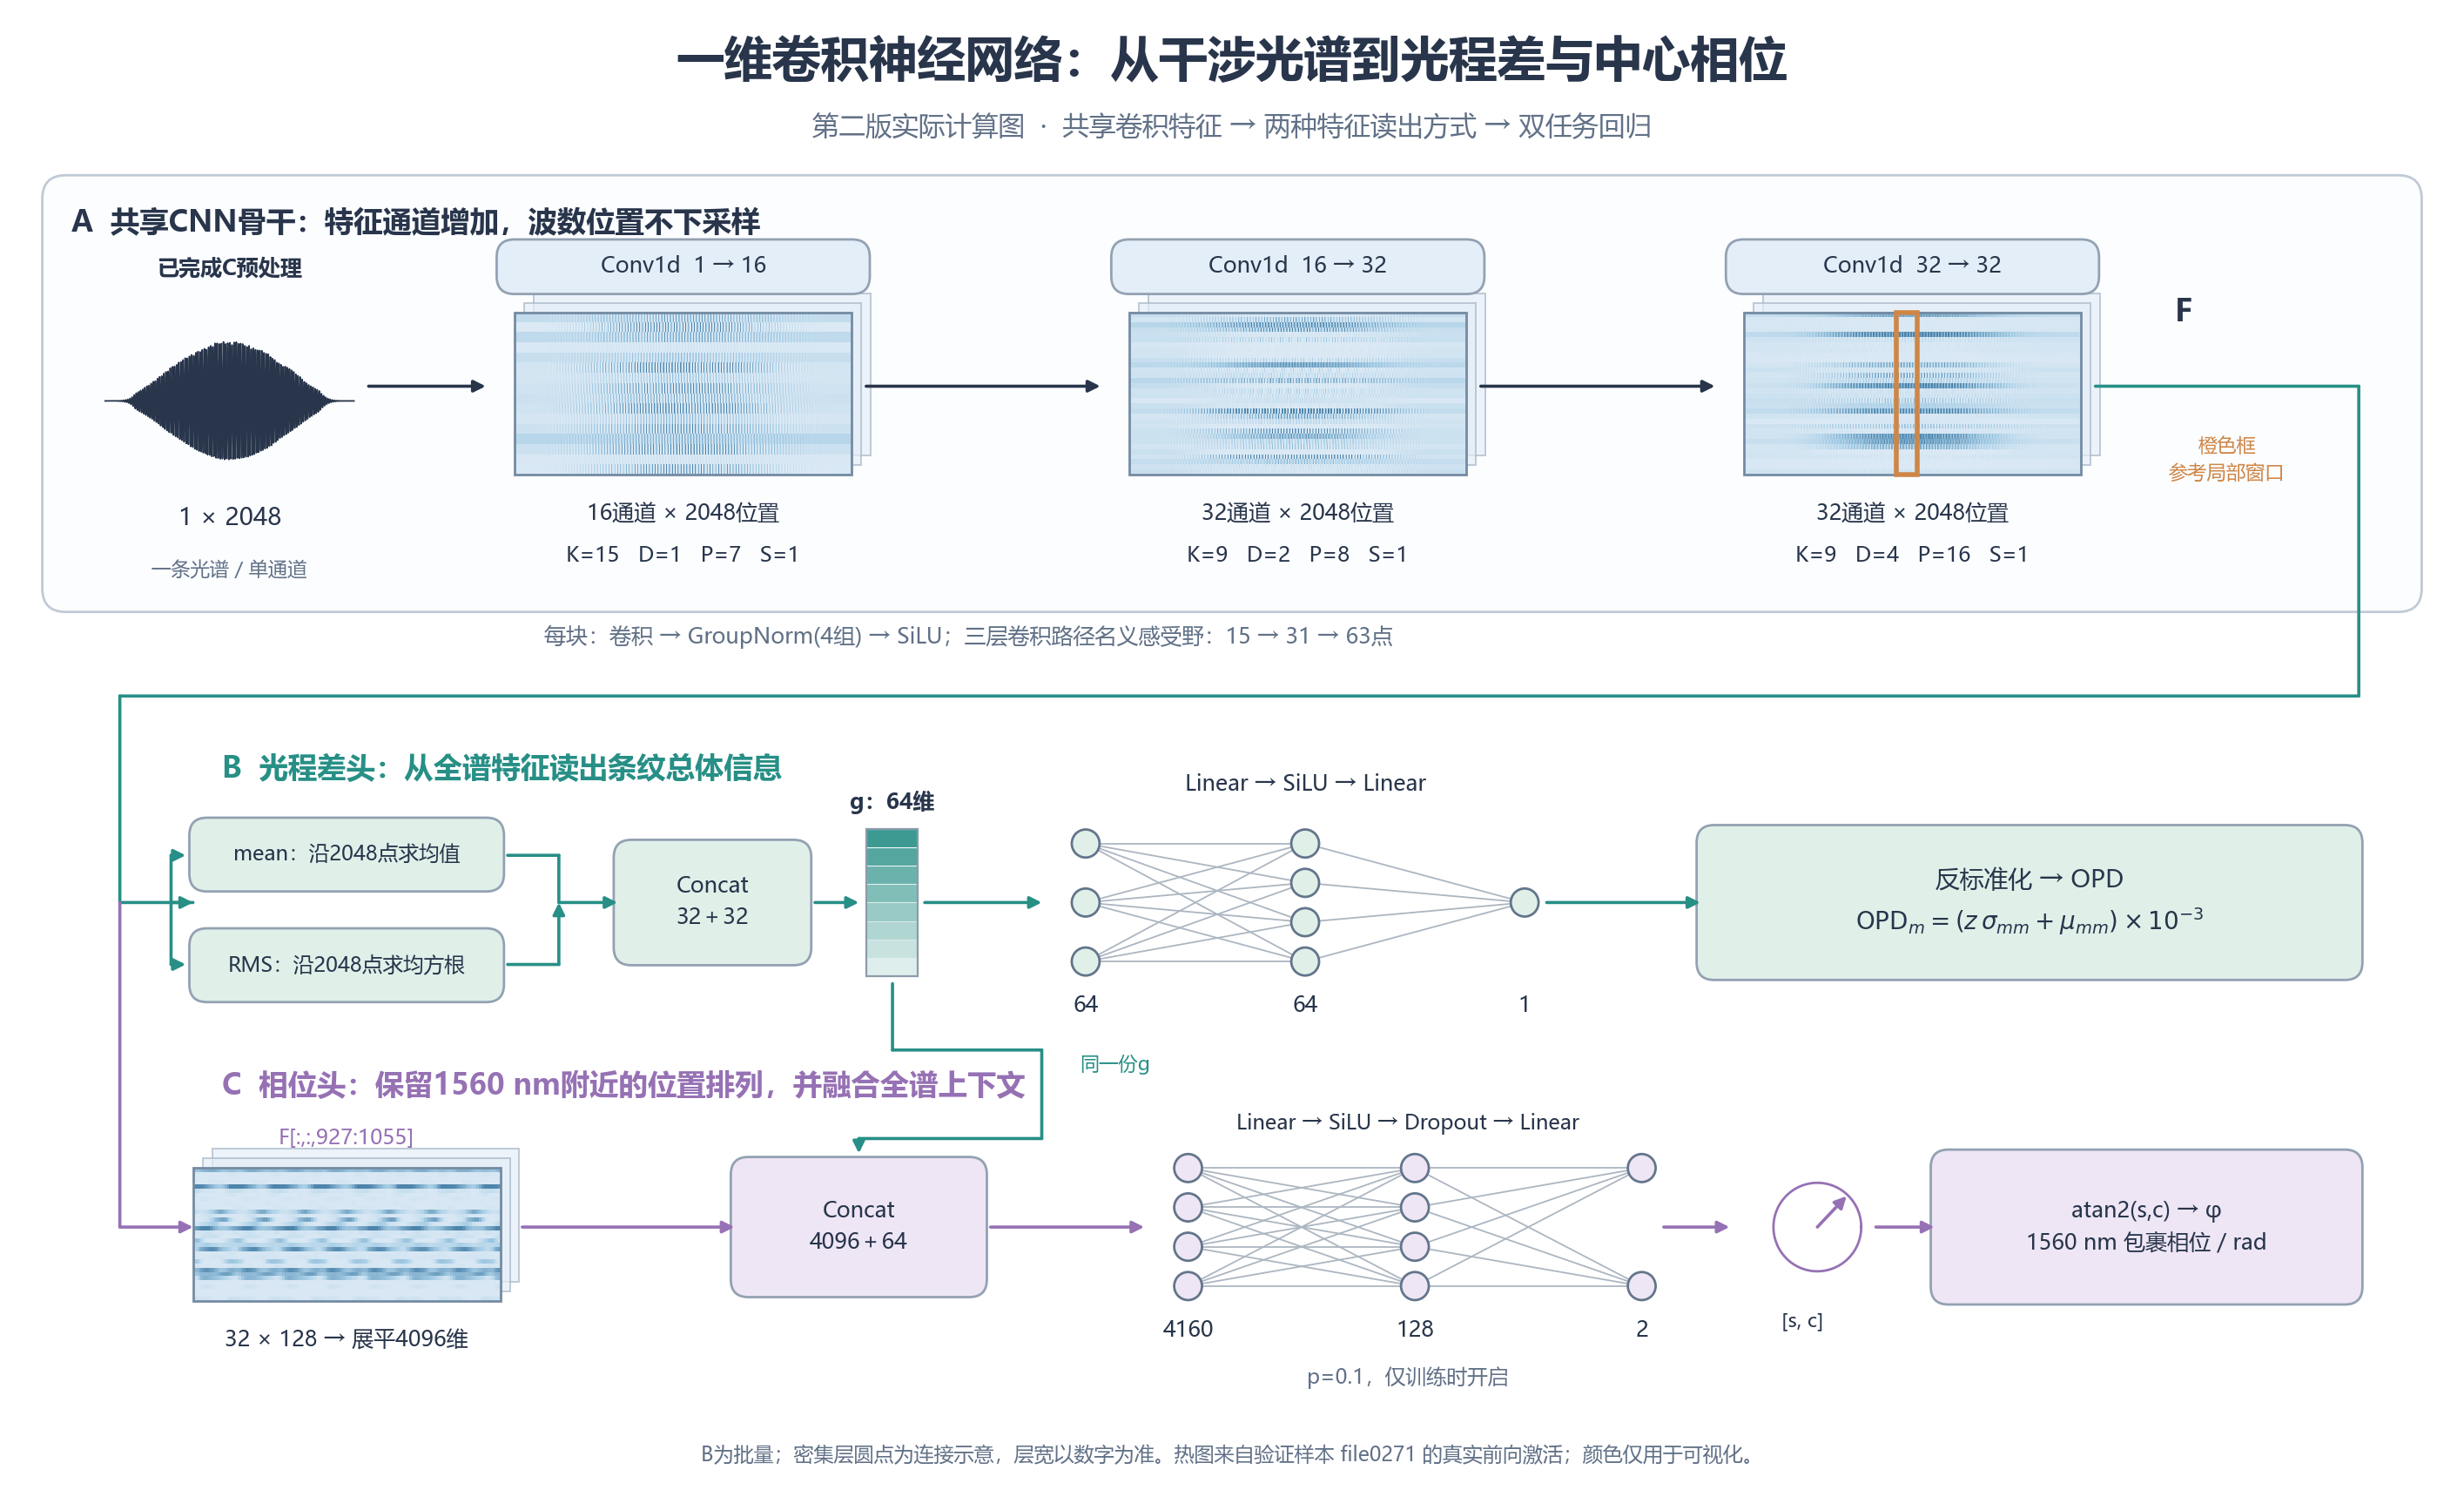 一维卷积神经网络：从干涉光谱到光程差与中心相位
第二版实际计算图 · 共享卷积特征 → 两种特征读出方式 → 双任务回归
A 共享CNN骨干：特征通道增加，波数位置不下采样
已完成C预处理
Conv1d 1 → 16
Conv1d 16 → 32
Conv1d 32 → 32
F
橙色框
参考局部窗口
1 × 2048
一条光谱 / 单通道
16通道 × 2048位置
K=15 D=1 P=7 S=1
32通道 × 2048位置
K=9 D=2 P=8 S=1
32通道 × 2048位置
K=9 D=4 P=16 S=1
每块：卷积 → GroupNorm(4组) → SiLU；三层卷积路径名义感受野：15 → 31 → 63点
B 光程差头：从全谱特征读出条纹总体信息
mean：沿2048点求均值
RMS：沿2048点求均方根
Concat
32 + 32
g：64维
Linear → SiLU → Linear
64
64
1
反标准化 → OPD
OPD_m = (z σ_mm + μ_mm) × 10⁻³
同一份g
C 相位头：保留1560 nm附近的位置排列，并融合全谱上下文
F[:,:,927:1055]
32 × 128 → 展平4096维
Concat
4096 + 64
Linear → SiLU → Dropout → Linear
4160
128
2
p=0.1，仅训练时开启
[s, c]
atan2(s,c) → φ
1560 nm 包裹相位 / rad
B为批量；密集层圆点为连接示意，层宽以数字为准。热图来自验证样本 file0271 的真实前向激活；颜色仅用于可视化。